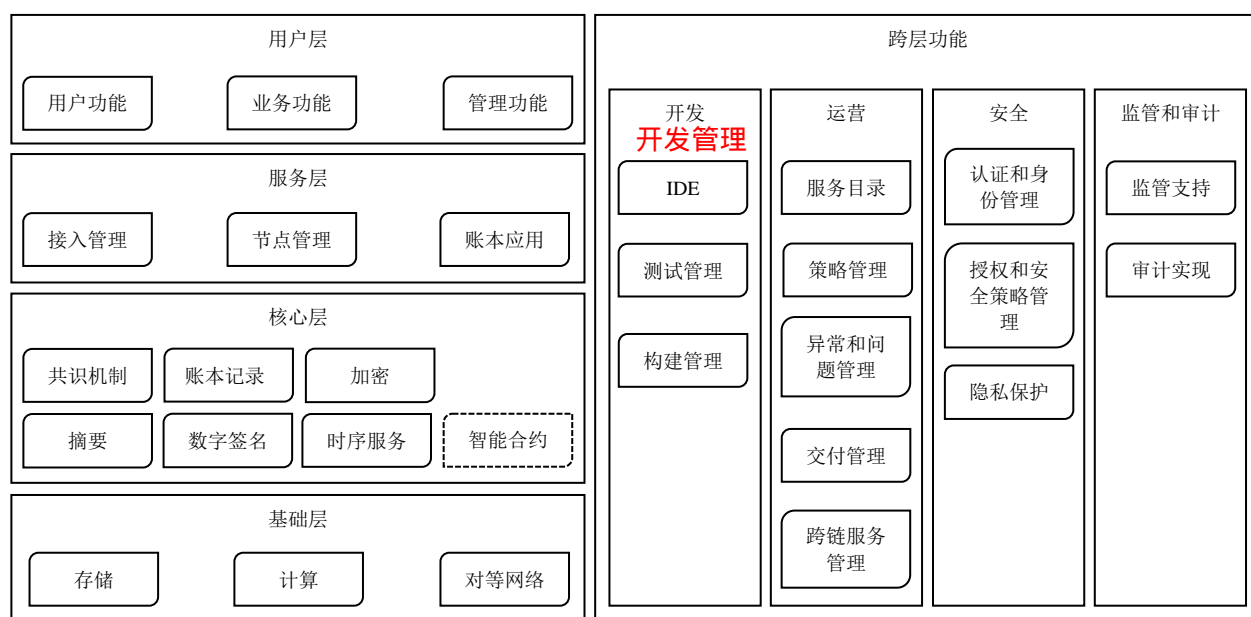 用户层
用户功能
业务功能
管理功能
服务层
接入管理
节点管理
账本应用
核心层
共识机制
账本记录
加密
摘要
数字签名
时序服务
智能合约
基础层
存储
计算
对等网络
跨层功能
开发
开发管理
IDE
测试管理
构建管理
运营
服务目录
策略管理
异常和问
题管理
交付管理
跨链服务
管理
安全
认证和身
份管理
授权和安
全策略管
理
隐私保护
监管和审计
监管支持
审计实现